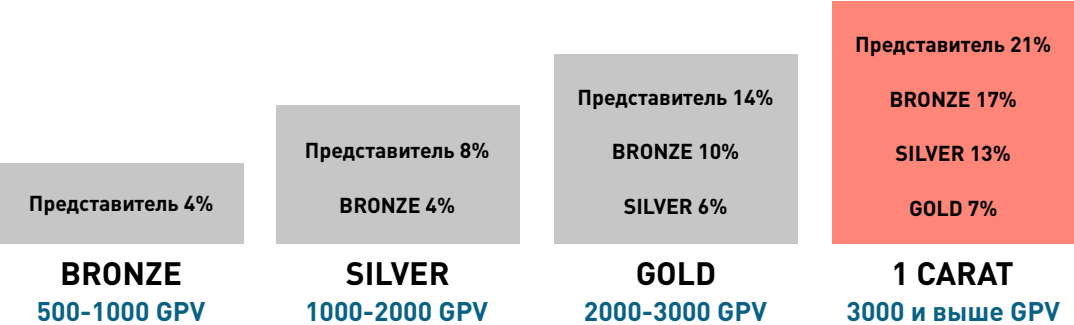 Представитель 4%
BRONZE
500-1000 GPV
Представитель 8%
BRONZE 4%
SILVER
1000-2000 GPV
Представитель 14%
BRONZE 10%
SILVER 6%
GOLD
2000-3000 GPV
Представитель 21%
BRONZE 17%
SILVER 13%
GOLD 7%
1 CARAT
3000 и выше GPV